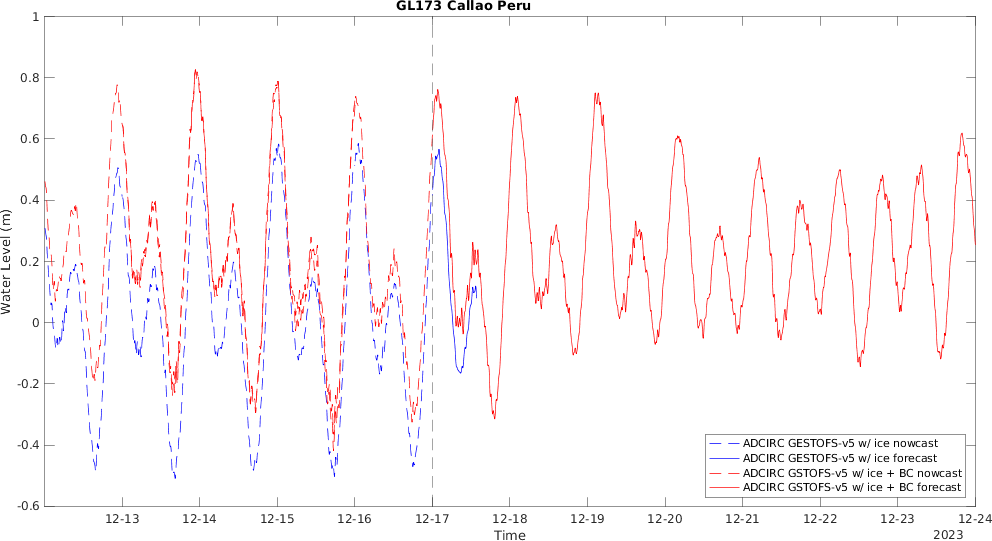 GL173 Callao Peru
1
0.8
0.6
0.4
0.2
0
-0.2
-0.4
-0.6
Water Level (m)
ADCIRC GESTOFS-v5 w/ ice nowcast
ADCIRC GESTOFS-v5 w/ ice forecast
ADCIRC GSTOFS-v5 w/ ice + BC nowcast
ADCIRC GSTOFS-v5 w/ ice + BC forecast
12-13 12-14 12-15 12-16 12-17 12-18 12-19 12-20 12-21 12-22 12-23 12-24
Time
2023